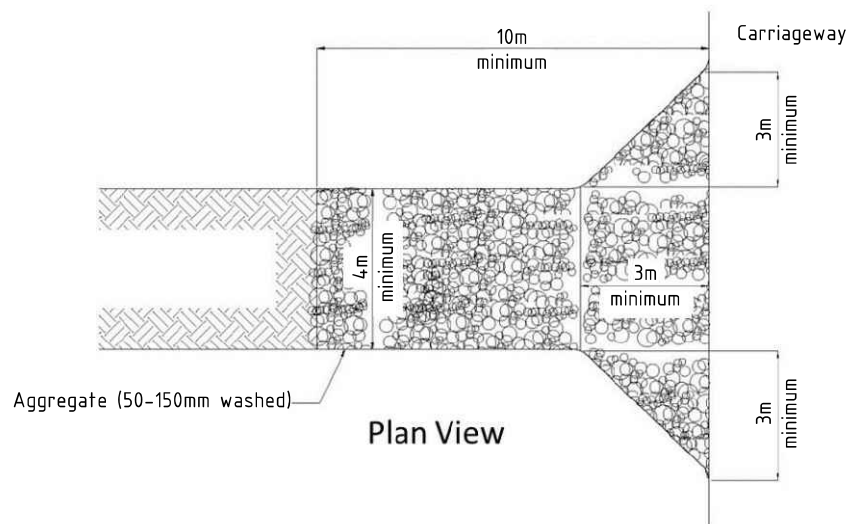 10m
minimum
Carriageway
3m
minimum
4m
minimum
3m
minimum
Aggregate (50-150mm washed)
3m
minimum
Plan View